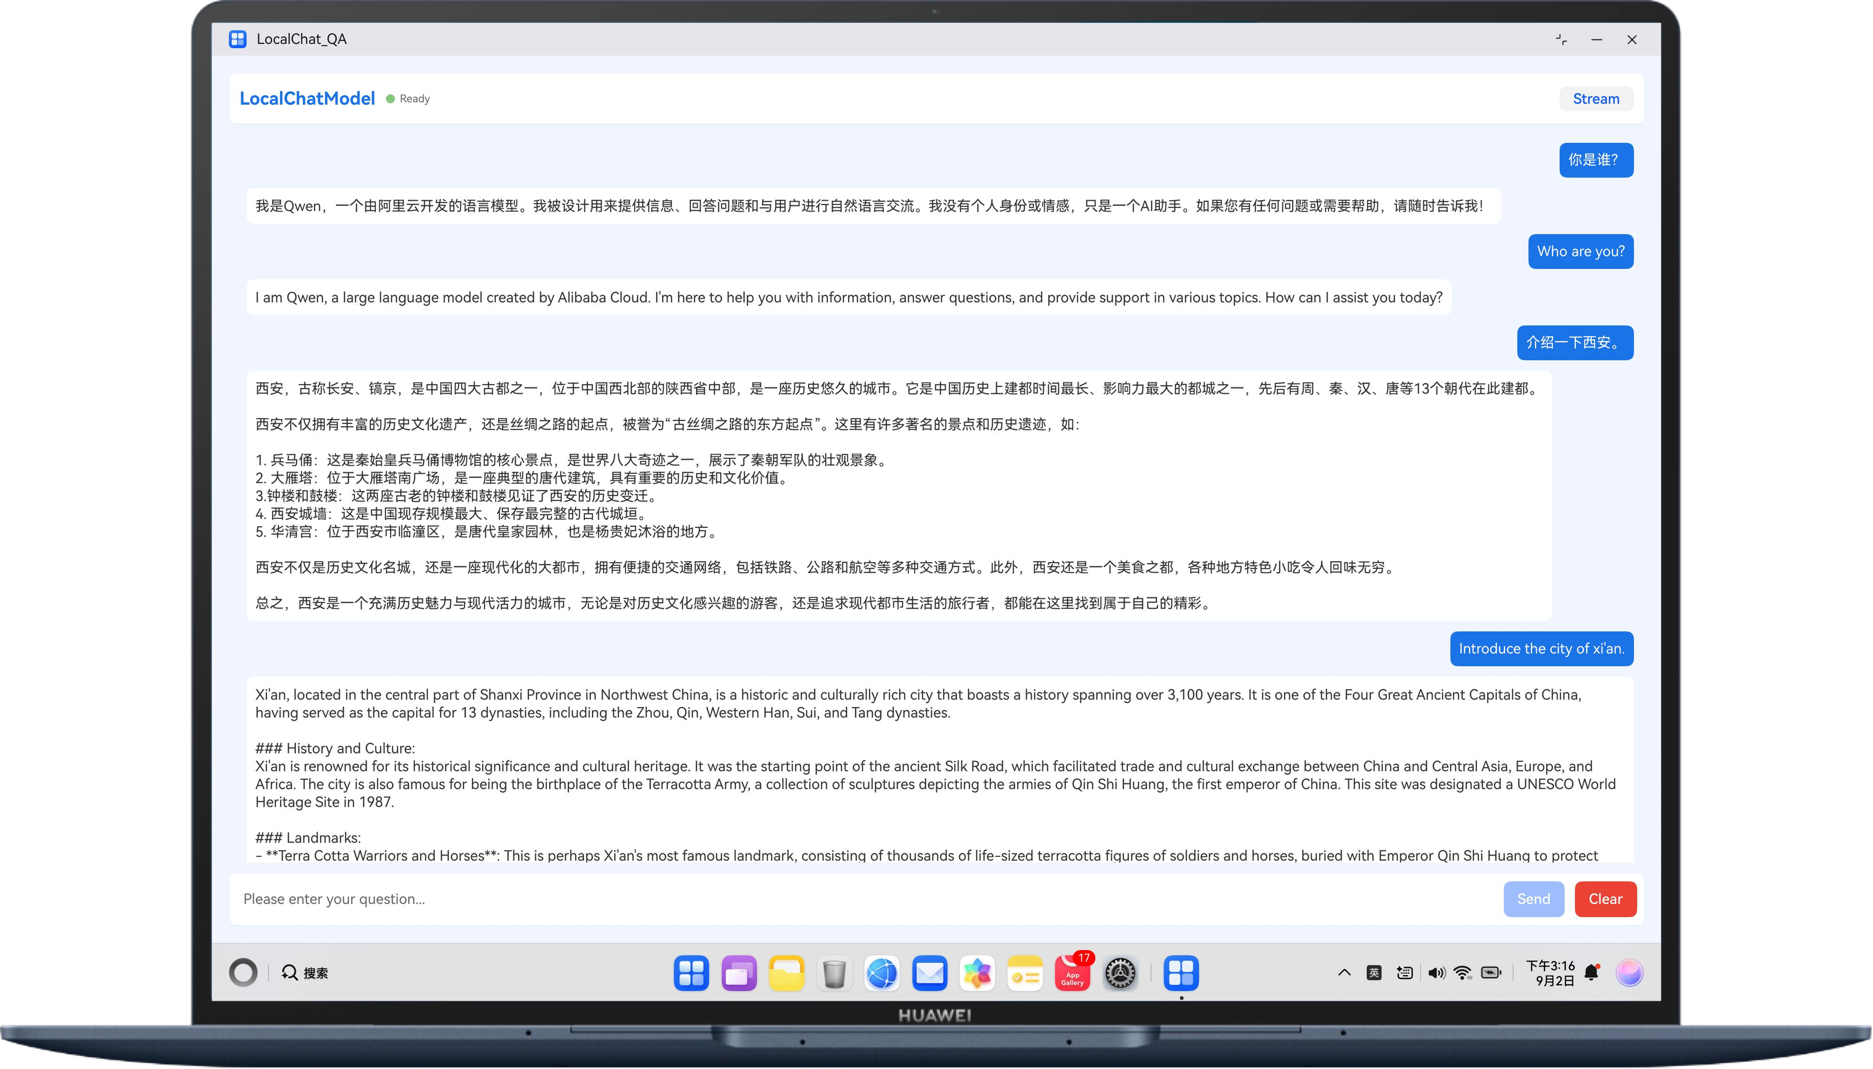 LocalChat_QA
LocalChatModel
Ready
Stream
你是谁？
我是Qwen，一个由阿里云开发的语言模型。我被设计用来提供信息、回答问题和与用户进行自然语言交流。我没有个人身份或情感，只是一个AI助手。如果您有任何问题或需要帮助，请随时告诉我！
Who are you?
I am Qwen, a large language model created by Alibaba Cloud. I'm here to help you with information, answer questions, and provide support in various topics. How can I assist you today?
介绍一下西安。
西安，古称长安、镐京，是中国四大古都之一，位于中国西北部的陕西省中部，是一座历史悠久的城市。它是中国历史上建都时间最长、影响力最大的都城之一，先后有周、秦、汉、唐等13个朝代在此建都。
西安不仅拥有丰富的历史文化遗产，还是丝绸之路的起点，被誉为“古丝绸之路的东方起点”。这里有许多著名的景点和历史遗迹，如：
1. 兵马俑：这是秦始皇兵马俑博物馆的核心景点，是世界八大奇迹之一，展示了秦朝军队的壮观景象。
2. 大雁塔：位于大雁塔南广场，是一座典型的唐代建筑，具有重要的历史和文化价值。
3.钟楼和鼓楼：这两座古老的钟楼和鼓楼见证了西安的历史变迁。
4. 西安城墙：这是中国现存规模最大、保存最完整的古代城垣。
5. 华清宫：位于西安市临潼区，是唐代皇家园林，也是杨贵妃沐浴的地方。
西安不仅是历史文化名城，还是一座现代化的大都市，拥有便捷的交通网络，包括铁路、公路和航空等多种交通方式。此外，西安还是一个美食之都，各种地方特色小吃令人回味无穷。
总之，西安是一个充满历史魅力与现代活力的城市，无论是对历史文化感兴趣的游客，还是追求现代都市生活的旅行者，都能在这里找到属于自己的精彩。
Introduce the city of xi'an.
Xi'an, located in the central part of Shanxi Province in Northwest China, is a historic and culturally rich city that boasts a history spanning over 3,100 years. It is one of the Four Great Ancient Capitals of China,
having served as the capital for 13 dynasties, including the Zhou, Qin, Western Han, Sui, and Tang dynasties.
### History and Culture:
Xi'an is renowned for its historical significance and cultural heritage. It was the starting point of the ancient Silk Road, which facilitated trade and cultural exchange between China and Central Asia, Europe, and
Africa. The city is also famous for being the birthplace of the Terracotta Army, a collection of sculptures depicting the armies of Qin Shi Huang, the first emperor of China. This site was designated a UNESCO World
Heritage Site in 1987.
### Landmarks:
- **Terra Cotta Warriors and Horses**: This is perhaps Xi'an's most famous landmark, consisting of thousands of life-sized terracotta figures of soldiers and horses, buried with Emperor Qin Shi Huang to protect
Please enter your question...
Send
Clear
搜索
17
App
Gallery
英
下午3:16
9月2日
HUAWEI